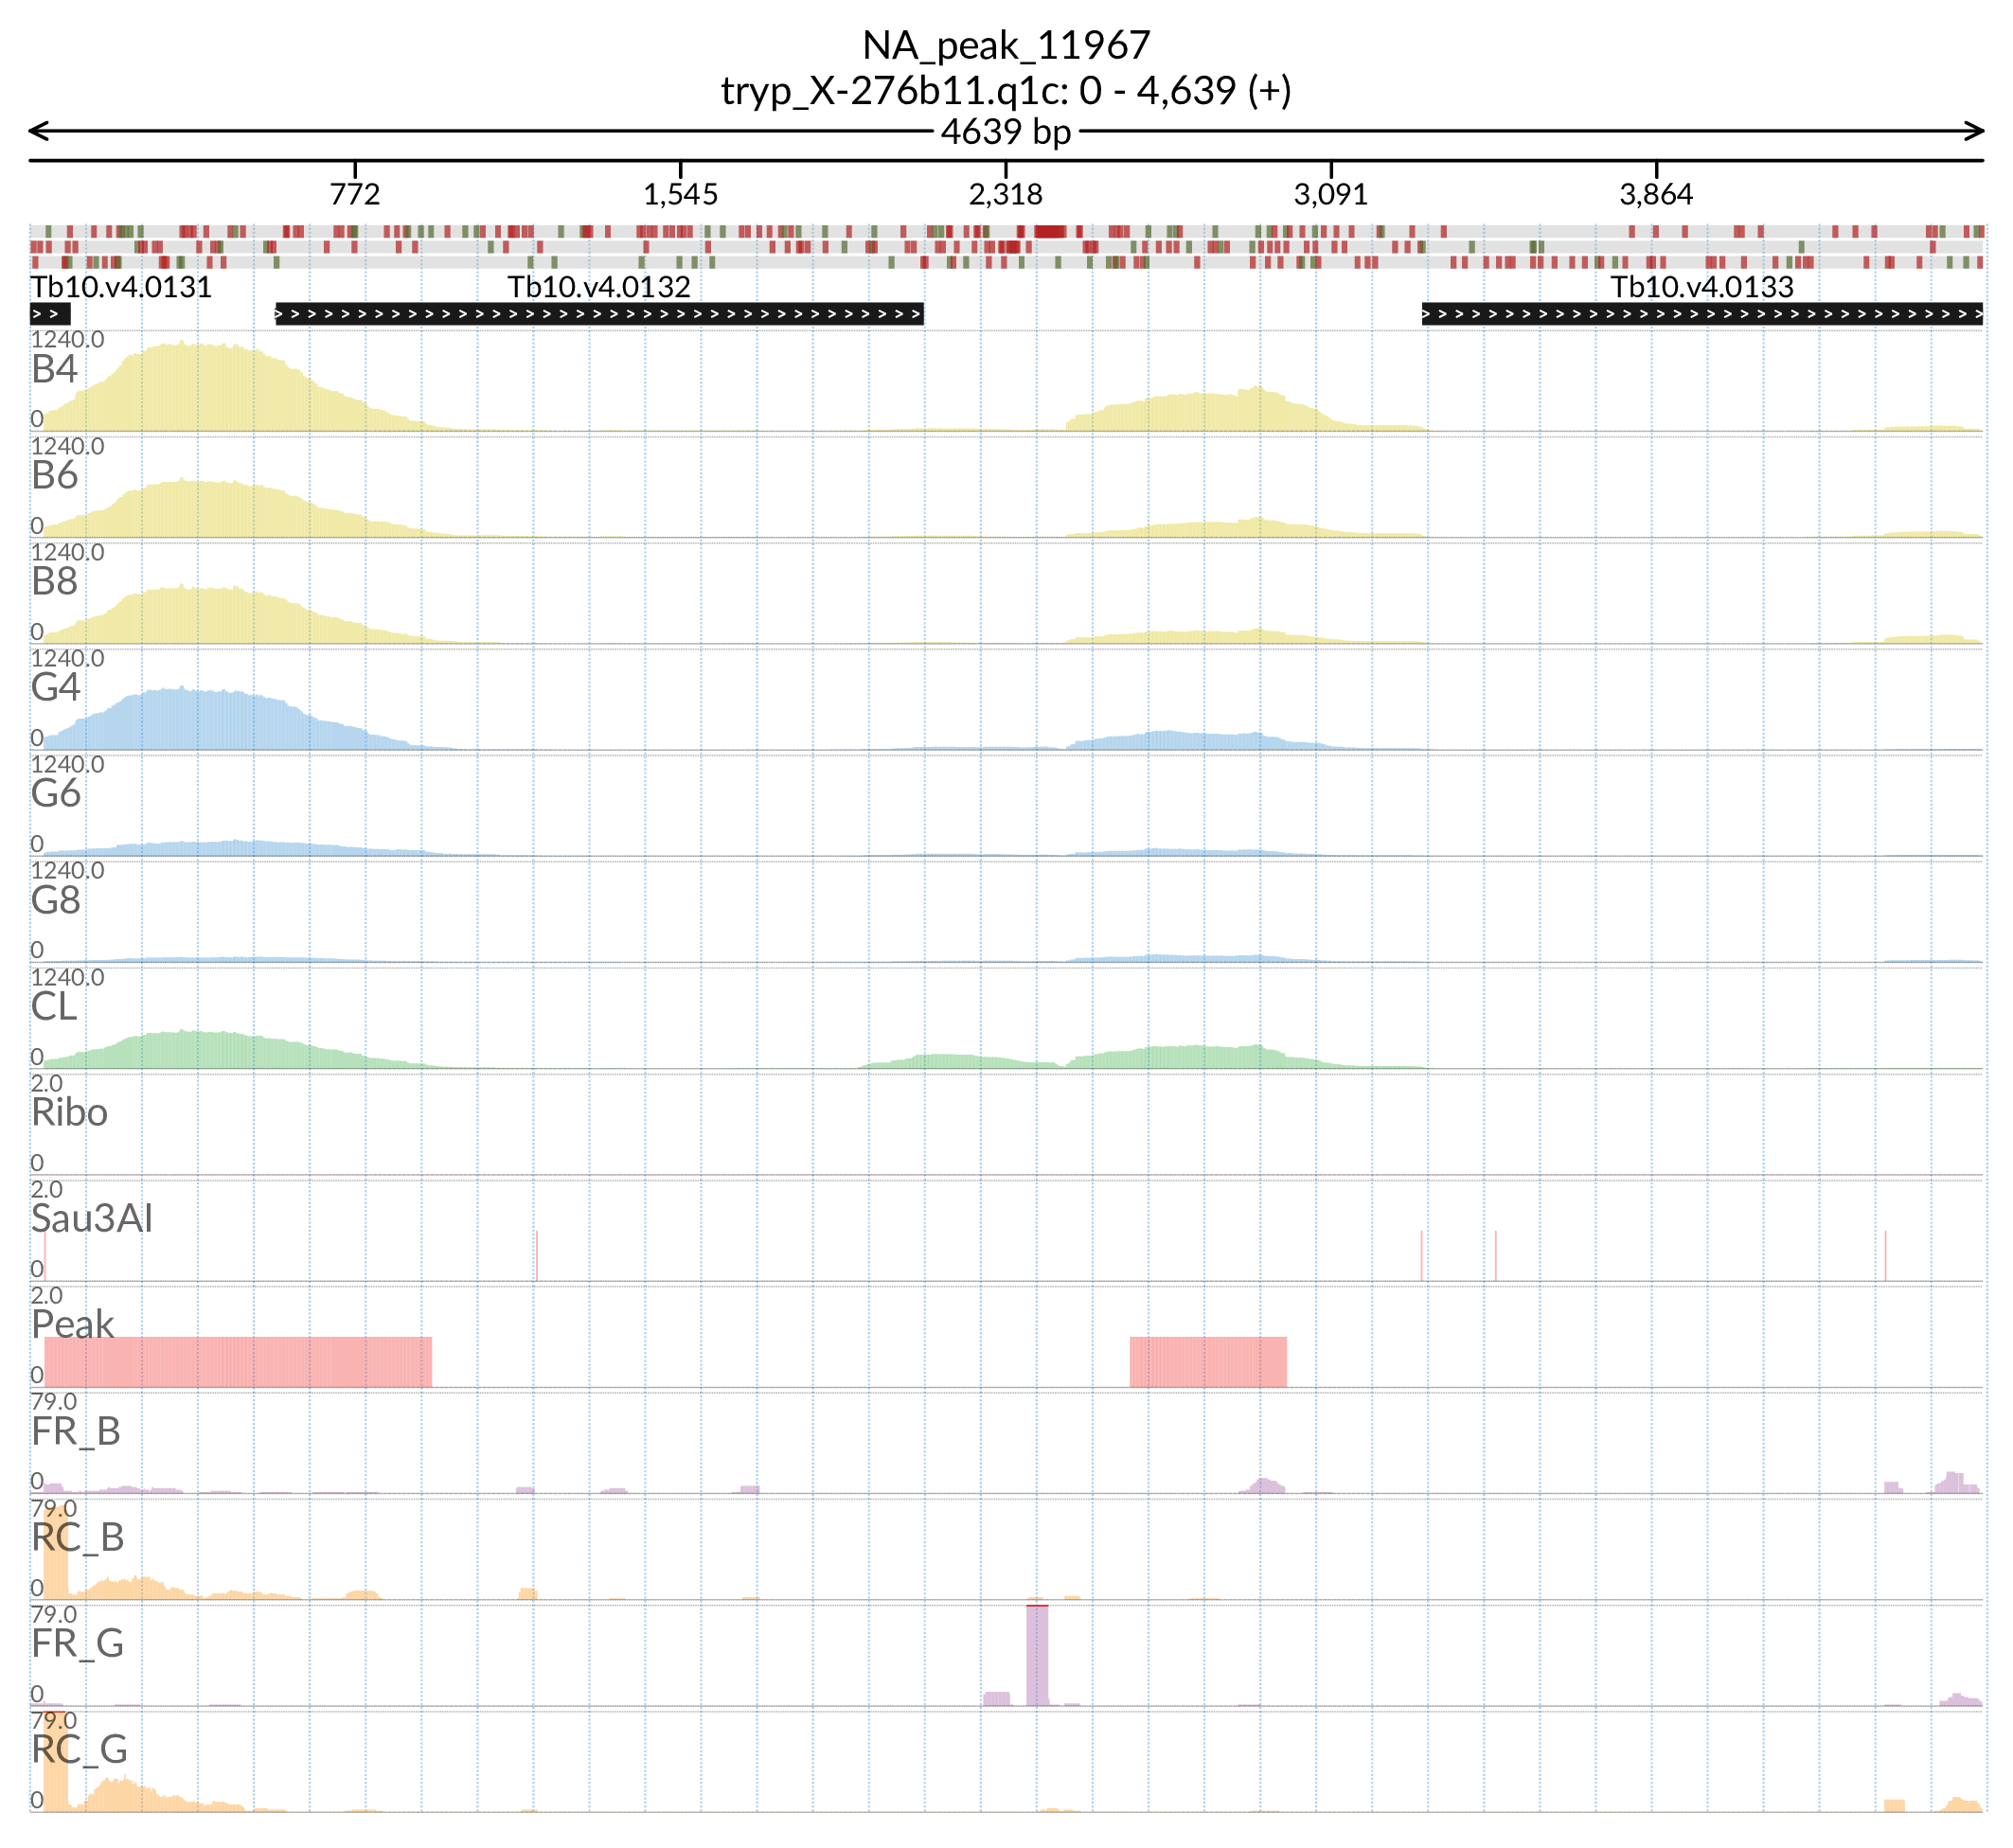 NA_peak_11967
tryp_X-276b11.q1c: 0 - 4,639 (+)
4639 bp
772 1,545 2,318 3,091 3,864
Tb10.v4.0131 Tb10.v4.0132 Tb10.v4.0133
1240.0
B4
0
1240.0
B6
0
1240.0
B8
0
1240.0
G4
0
1240.0
G6
0
1240.0
G8
0
1240.0
CL
0
2.0
Ribo
0
2.0
Sau3AI
0
2.0
Peak
0
79.0
FR_B
0
79.0
RC_B
0
79.0
FR_G
0
79.0
RC_G
0